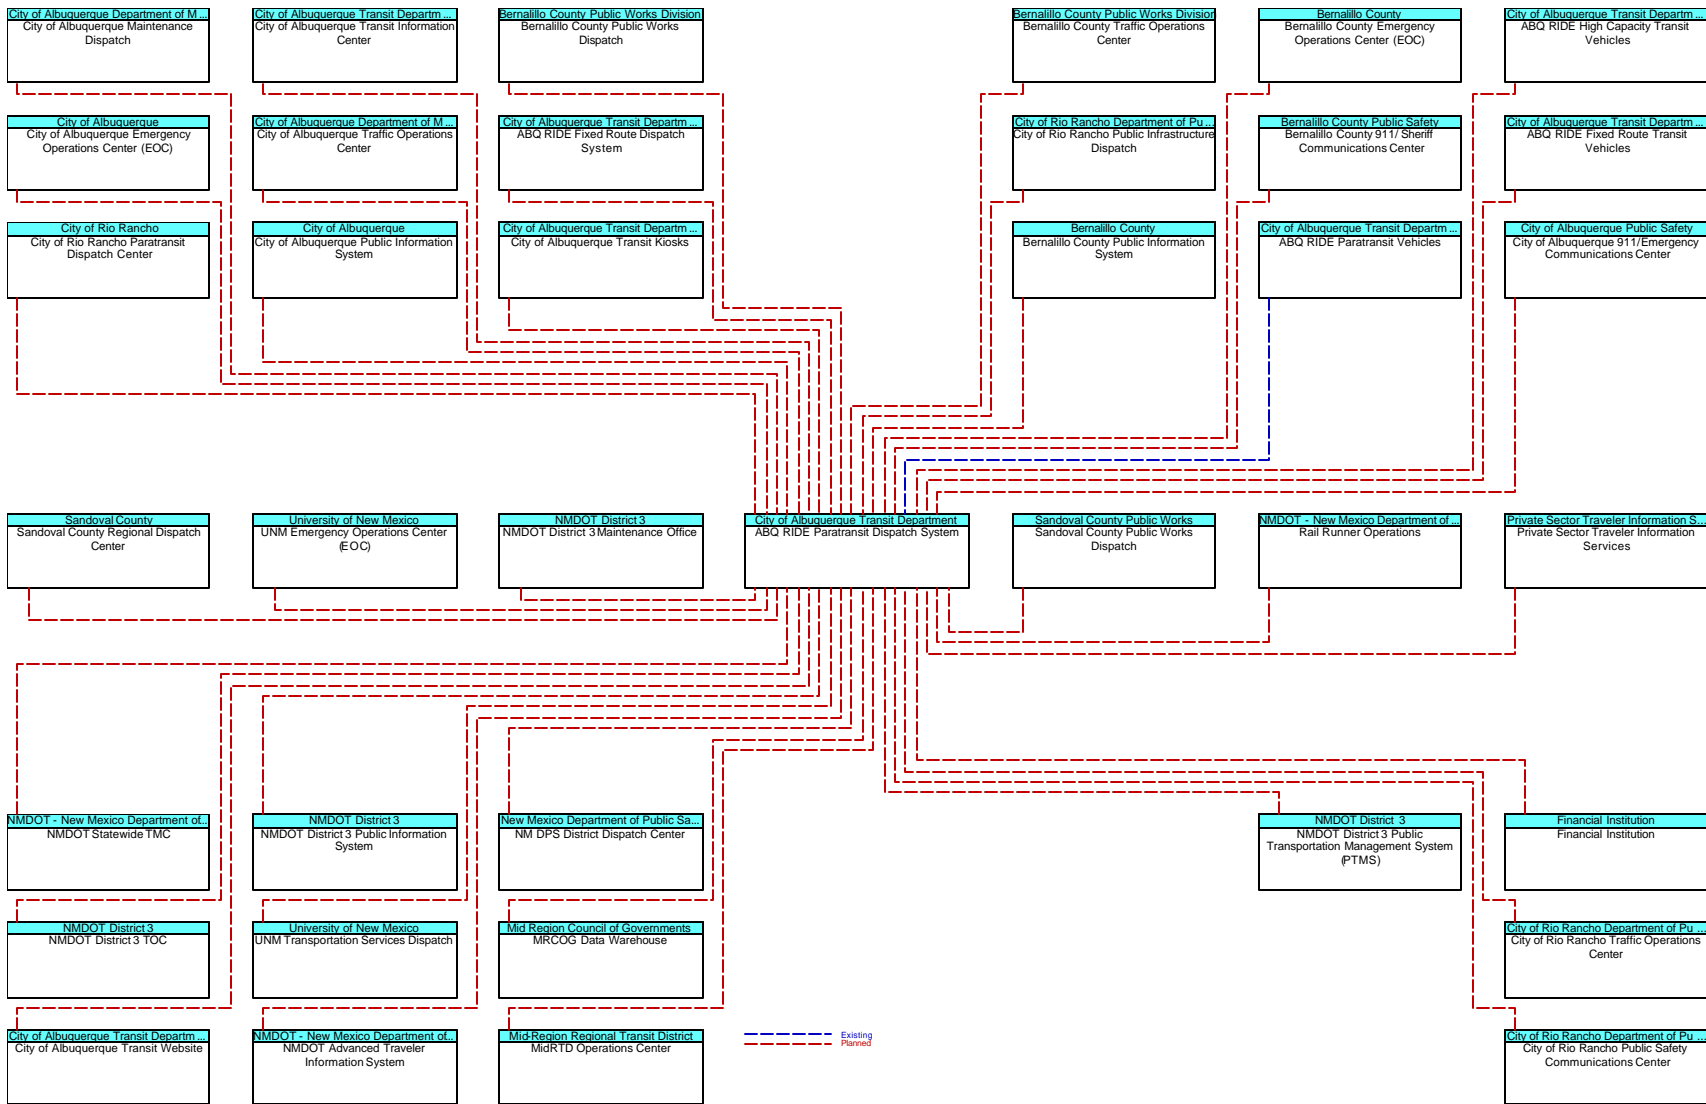 City of Albuquerque Department of M...
City of Albuquerque Maintenance
Dispatch
City of Albuquerque Transit Departm...
City of Albuquerque Transit Information
Center
Bernalillo County Public Works Division
Bernalillo County Public Works
Dispatch
Bernalillo County Public Works Division
Bernalillo County Traffic Operations
Center
Bernalillo County
Bernalillo County Emergency
Operations Center (EOC)
City of Albuquerque Transit Departm...
ABQ RIDE High Capacity Transit
Vehicles
City of Albuquerque
City of Albuquerque Emergency
Operations Center (EOC)
City of Albuquerque Department of M...
City of Albuquerque Traffic Operations
Center
City of Albuquerque Transit Departm...
ABQ RIDE Fixed Route Dispatch
System
City of Rio Rancho Department of Pu...
City of Rio Rancho Public Infrastructure
Dispatch
Bernalillo County Public Safety
Bernalillo County 911/ Sheriff
Communications Center
City of Albuquerque Transit Departm...
ABQ RIDE Fixed Route Transit
Vehicles
City of Rio Rancho
City of Rio Rancho Paratransit
Dispatch Center
City of Albuquerque
City of Albuquerque Public Information
System
City of Albuquerque Transit Departm...
City of Albuquerque Transit Kiosks
Bernalillo County
Bernalillo County Public Information
System
City of Albuquerque Transit Departm...
ABQ RIDE Paratransit Vehicles
City of Albuquerque Public Safety
City of Albuquerque 911/Emergency
Communications Center
Sandoval County
Sandoval County Regional Dispatch
Center
University of New Mexico
UNM Emergency Operations Center
(EOC)
NMDOT District 3
NMDOT District 3 Maintenance Office
City of Albuquerque Transit Department
ABQ RIDE Paratransit Dispatch System
Sandoval County Public Works
Sandoval County Public Works
Dispatch
NMDOT - New Mexico Department of...
Rail Runner Operations
Private Sector Traveler Information S...
Private Sector Traveler Information
Services
NMDOT - New Mexico Department of...
NMDOT Statewide TMC
NMDOT District 3
NMDOT District 3 Public Information
System
New Mexico Department of Public Sa...
NM DPS District Dispatch Center
NMDOT District 3
NMDOT District 3 Public
Transportation Management System
(PTMS)
Financial Institution
Financial Institution
NMDOT District 3
NMDOT District 3 TOC
University of New Mexico
UNM Transportation Services Dispatch
Mid Region Council of Governments
MRCOG Data Warehouse
City of Rio Rancho Department of Pu...
City of Rio Rancho Traffic Operations
Center
City of Albuquerque Transit Departm...
City of Albuquerque Transit Website
NMDOT - New Mexico Department of...
NMDOT Advanced Traveler
Information System
Mid-Region Regional Transit District
MidRTD Operations Center
Existing
Planned
City of Rio Rancho Department of Pu...
City of Rio Rancho Public Safety
Communications Center